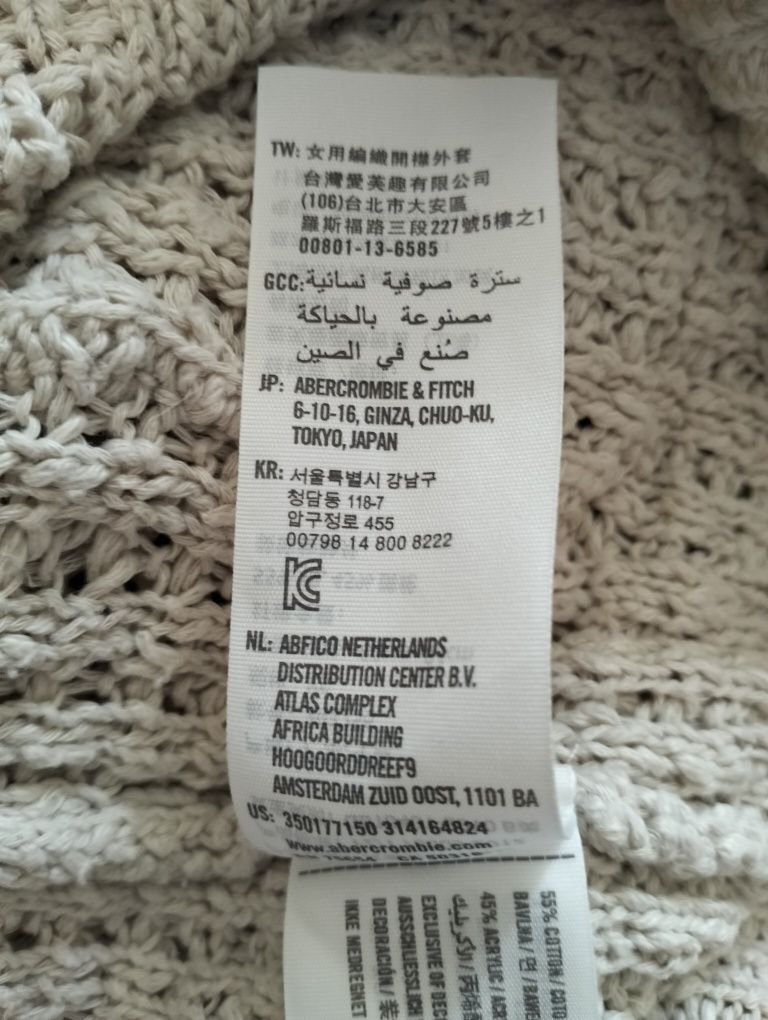 TW: 女用編織開襟外套
台灣愛芙趣有限公司
(106)台北市大安區
羅斯福路三段227號5樓之1
00801-13-6585
GCC: سترة صوفية نسائية
مصنوعة بالحياكة
صُنع في الصين
JP: ABERCROMBIE & FITCH
6-10-16, GINZA, CHUO-KU,
TOKYO, JAPAN
KR: 서울특별시 강남구
청담동 118-7
압구정로 455
00798 14 800 8222
NL: ABFICO NETHERLANDS
DISTRIBUTION CENTER B.V.
ATLAS COMPLEX
AFRICA BUILDING
HOOGOORDDREEF9
AMSTERDAM ZUID OOST, 1101 BA
US: 350177150 314164824
www.abercrombie.com
55% COTTON /
BAVLNA / 면 /
45% ACRYLIC /
الأكريليك /
EXCLUSIVE OF
AUSSCHLIESSLICH
DECORACIÓN /
IKKE MEDREGNET